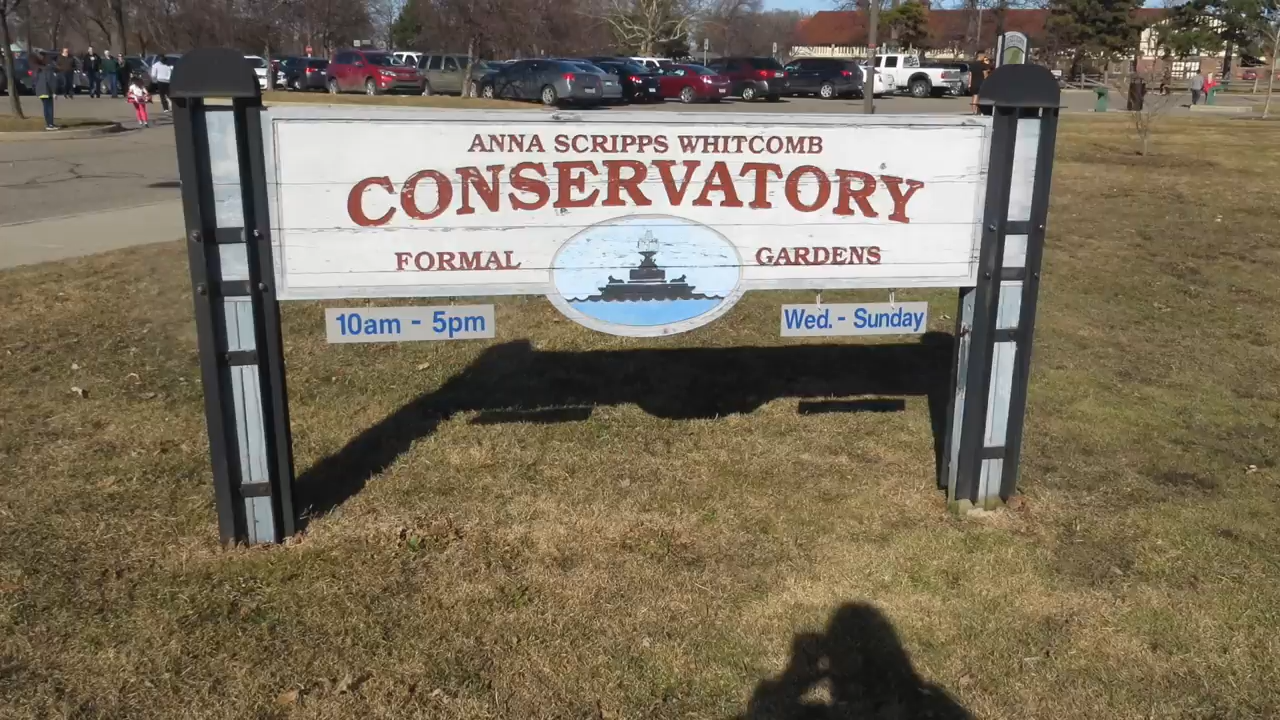 ANNA SCRIPPS WHITCOMB
CONSERVATORY
FORMAL GARDENS
10am - 5pm
Wed. - Sunday